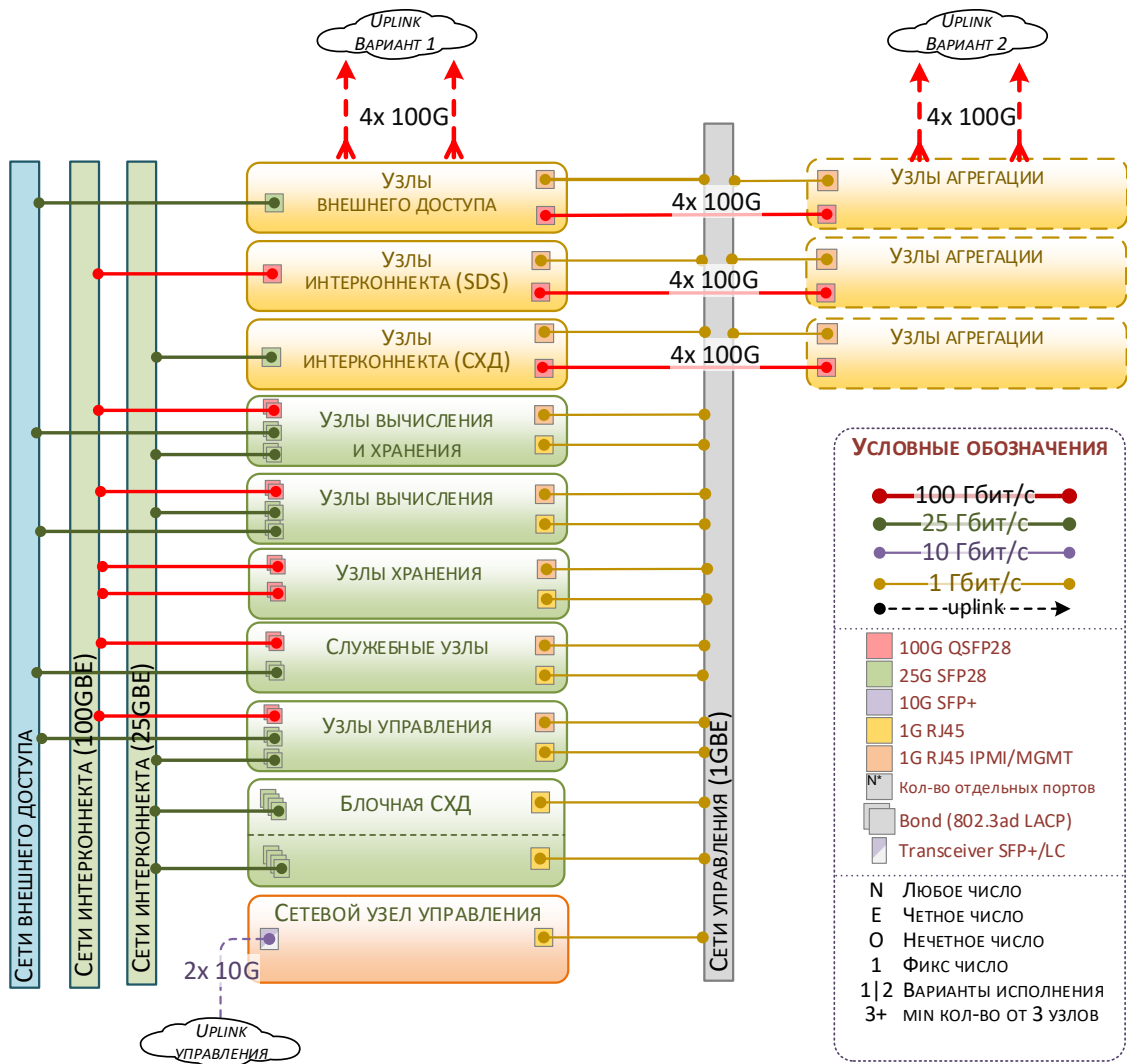 Uplink
Вариант 1
Uplink
Вариант 2
4x 100G
4x 100G
Узлы
внешнего доступа
4x 100G
Узлы агрегации
Узлы
интерконнекта (SDS)
4x 100G
Узлы агрегации
Узлы
интерконнекта (СХД)
4x 100G
Узлы агрегации
Узлы вычисления
и хранения
Узлы вычисления
Узлы хранения
Служебные узлы
Узлы управления
Блочная СХД
Сетевой узел управления
2x 10G
Uplink
управления
Сети внешнего доступа
Сети интерконнекта (100GbE)
Сети интерконнекта (25GbE)
Сети управления (1GbE)
Условные обозначения
100 Гбит/с
25 Гбит/с
10 Гбит/с
1 Гбит/с
uplink
100G QSFP28
25G SFP28
10G SFP+
1G RJ45
1G RJ45 IPMI/MGMT
N* Кол-во отдельных портов
Bond (802.3ad LACP)
Transceiver SFP+/LC
N Любое число
E Четное число
O Нечетное число
1 Фикс число
1|2 Варианты исполнения
3+ min кол-во от 3 узлов